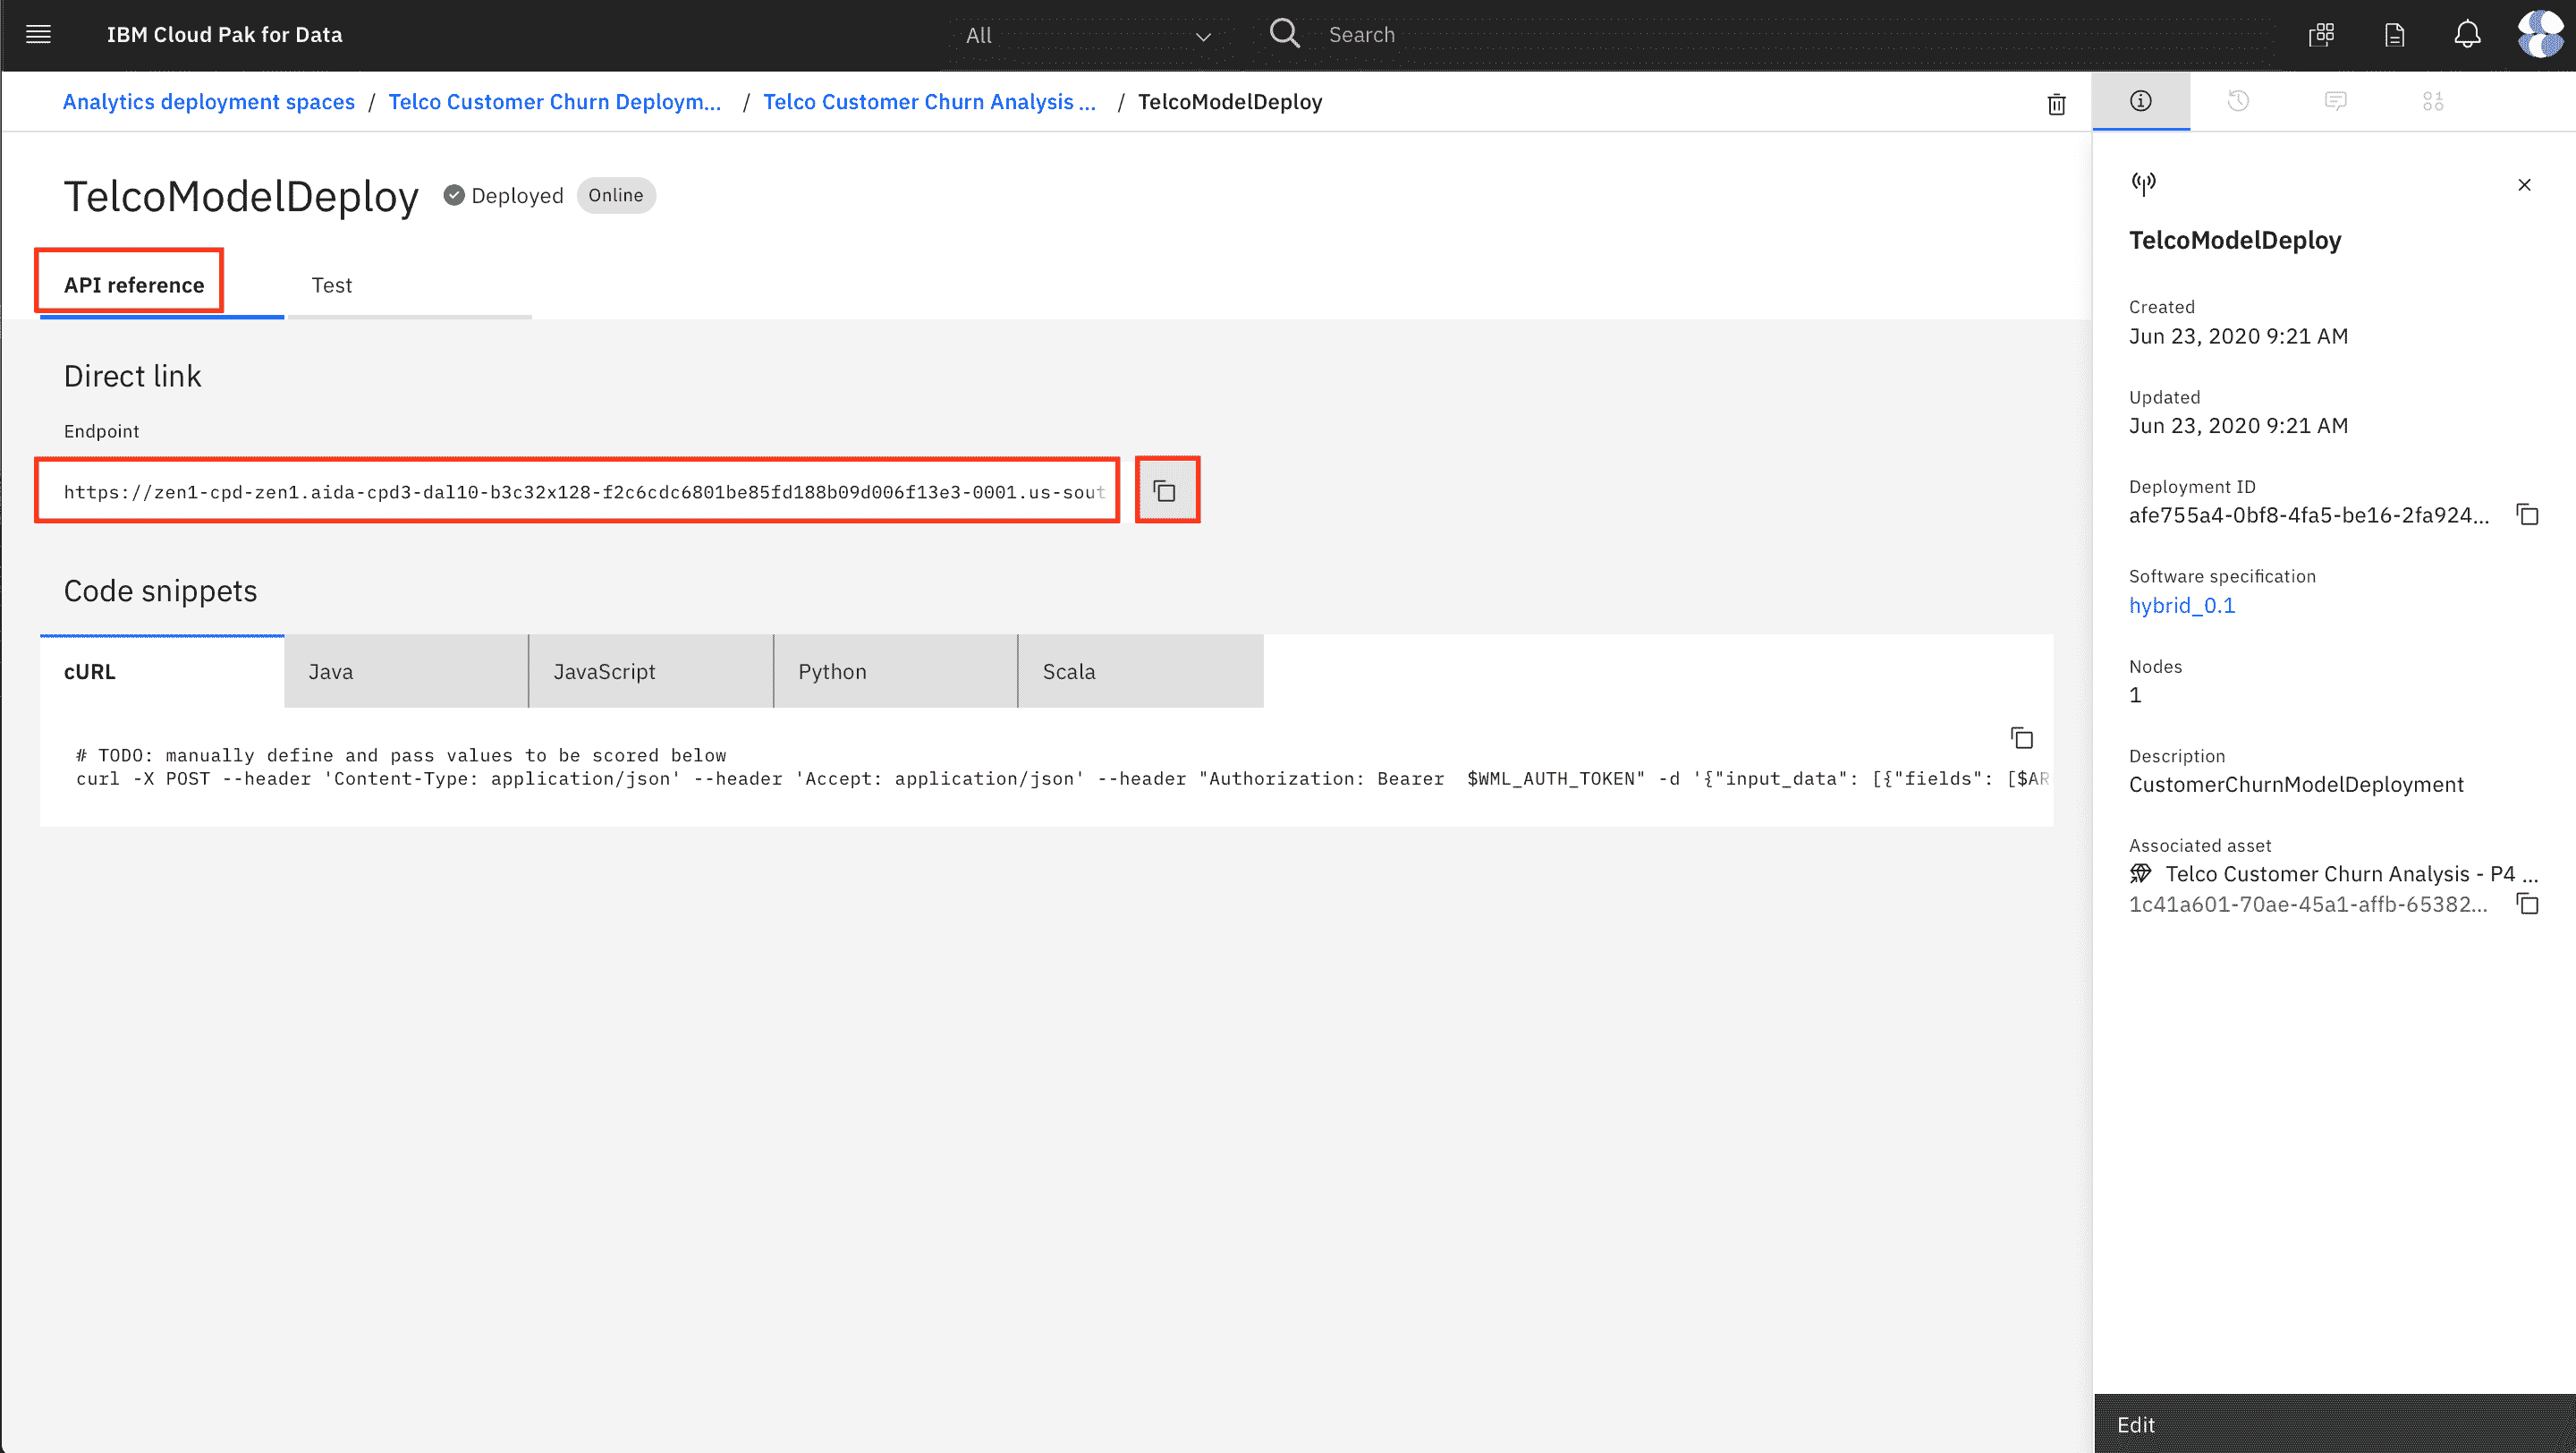 IBM Cloud Pak for Data
All
Search
Analytics deployment spaces / Telco Customer Churn Deploym... / Telco Customer Churn Analysis ... / TelcoModelDeploy
TelcoModelDeploy Deployed Online
API reference Test
Direct link
Endpoint
https://zen1-cpd-zen1.aida-cpd3-dal10-b3c32x128-f2c6cdc6801be85fd188b09d006f13e3-0001.us-sout
Code snippets
cURL Java JavaScript Python Scala
# TODO: manually define and pass values to be scored below
curl -X POST --header 'Content-Type: application/json' --header 'Accept: application/json' --header "Authorization: Bearer  $WML_AUTH_TOKEN" -d '{"input_data": [{"fields": [$AR
TelcoModelDeploy
Created
Jun 23, 2020 9:21 AM
Updated
Jun 23, 2020 9:21 AM
Deployment ID
afe755a4-0bf8-4fa5-be16-2fa924...
Software specification
hybrid_0.1
Nodes
1
Description
CustomerChurnModelDeployment
Associated asset
Telco Customer Churn Analysis - P4 ...
1c41a601-70ae-45a1-affb-65382...
Edit